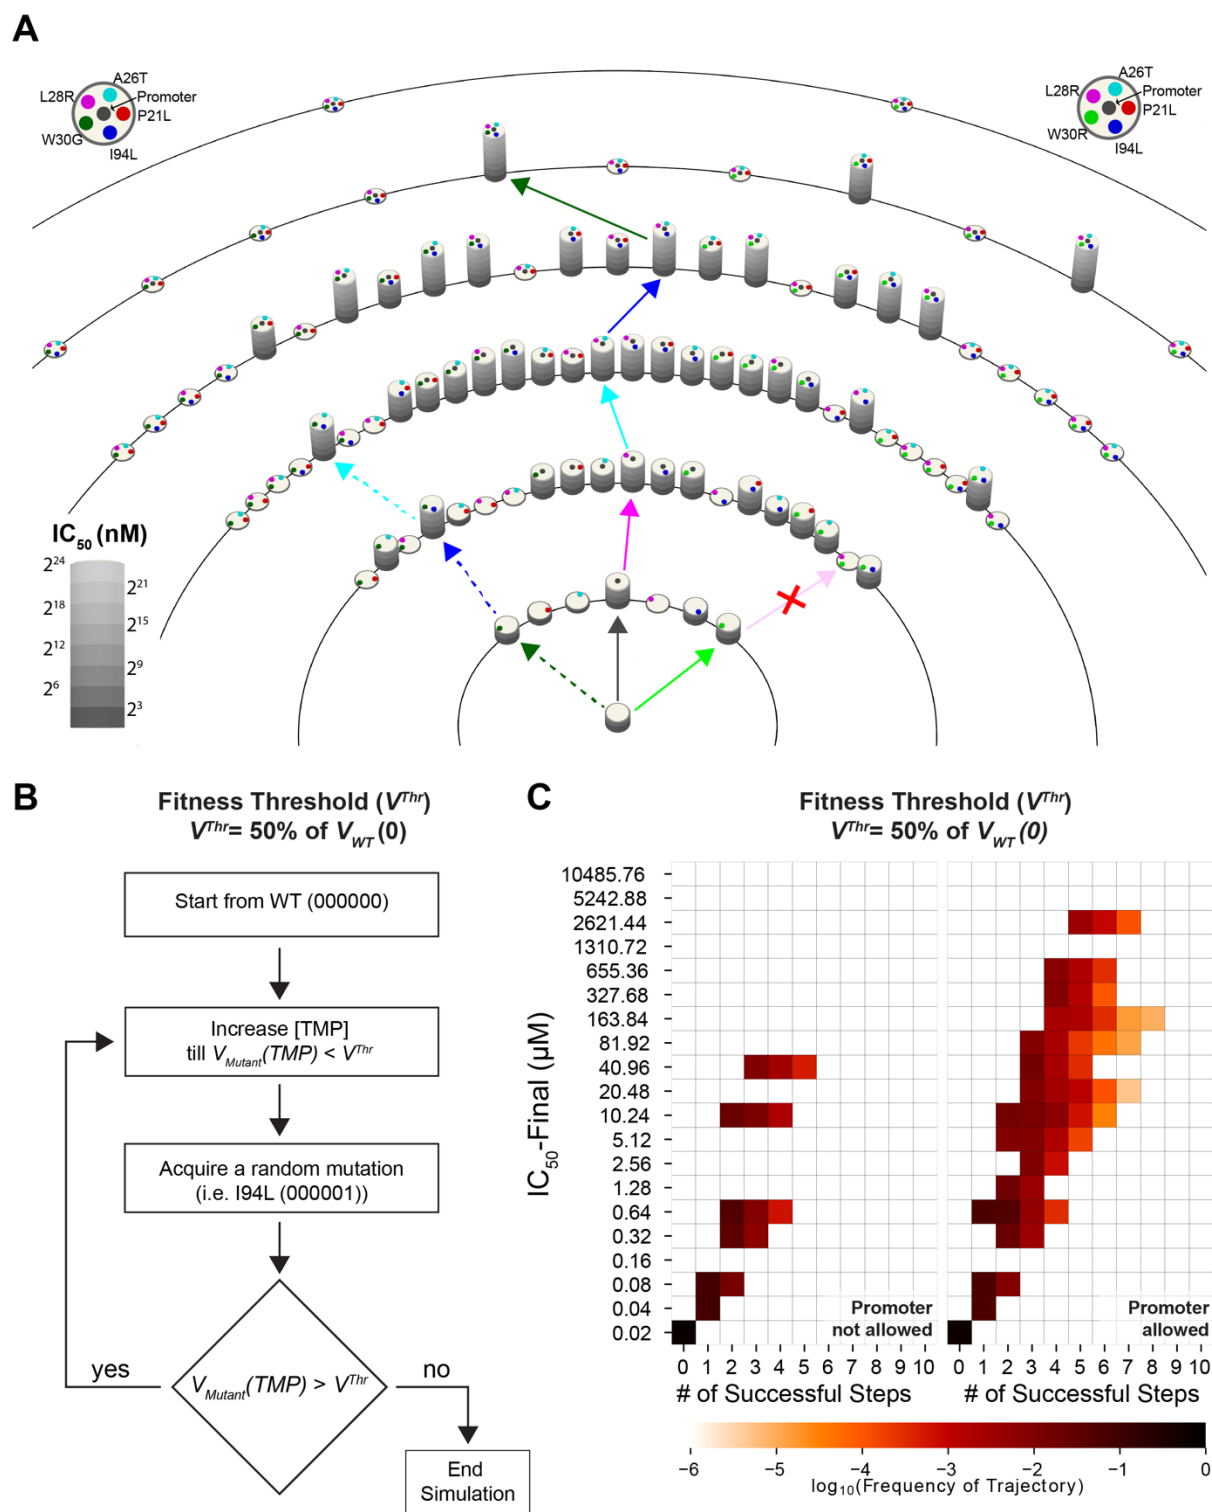 A
A26T
L28R
Promoter
P21L
W30G
I94L
A26T
L28R
Promoter
P21L
W30R
I94L
IC50 (nM)
2^24
2^21
2^18
2^15
2^12
2^9
2^6
2^3
B
Fitness Threshold (V^Thr)
V^Thr= 50% of V_WT(0)
Start from WT (000000)
Increase [TMP]
till V_Mutant(TMP) < V^Thr
Acquire a random mutation
(i.e. I94L (000001))
yes
V_Mutant(TMP) > V^Thr
no
End
Simulation
C
Fitness Threshold (V^Thr)
V^Thr= 50% of V_WT(0)
IC50-Final (µM)
10485.76
5242.88
2621.44
1310.72
655.36
327.68
163.84
81.92
40.96
20.48
10.24
5.12
2.56
1.28
0.64
0.32
0.16
0.08
0.04
0.02
Promoter
not allowed
Promoter
allowed
0 1 2 3 4 5 6 7 8 9 10
0 1 2 3 4 5 6 7 8 9 10
# of Successful Steps
# of Successful Steps
−6 −5 −4 −3 −2 −1 0
log10(Frequency of Trajectory)